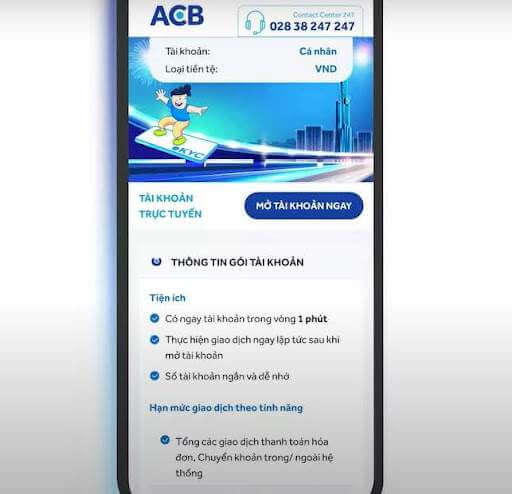 ACB
Contact Center 24/7
028 38 247 247
Tài khoản: Cá nhân
Loại tiền tệ: VND
eKYC
TÀI KHOẢN
TRỰC TUYẾN
MỞ TÀI KHOẢN NGAY
THÔNG TIN GÓI TÀI KHOẢN
Tiện ích
Có ngay tài khoản trong vòng 1 phút
Thực hiện giao dịch ngay lập tức sau khi
mở tài khoản
Số tài khoản ngắn và dễ nhớ
Hạn mức giao dịch theo tính năng
Tổng các giao dịch thanh toán hóa
đơn, Chuyển khoản trong/ ngoài hệ
thống